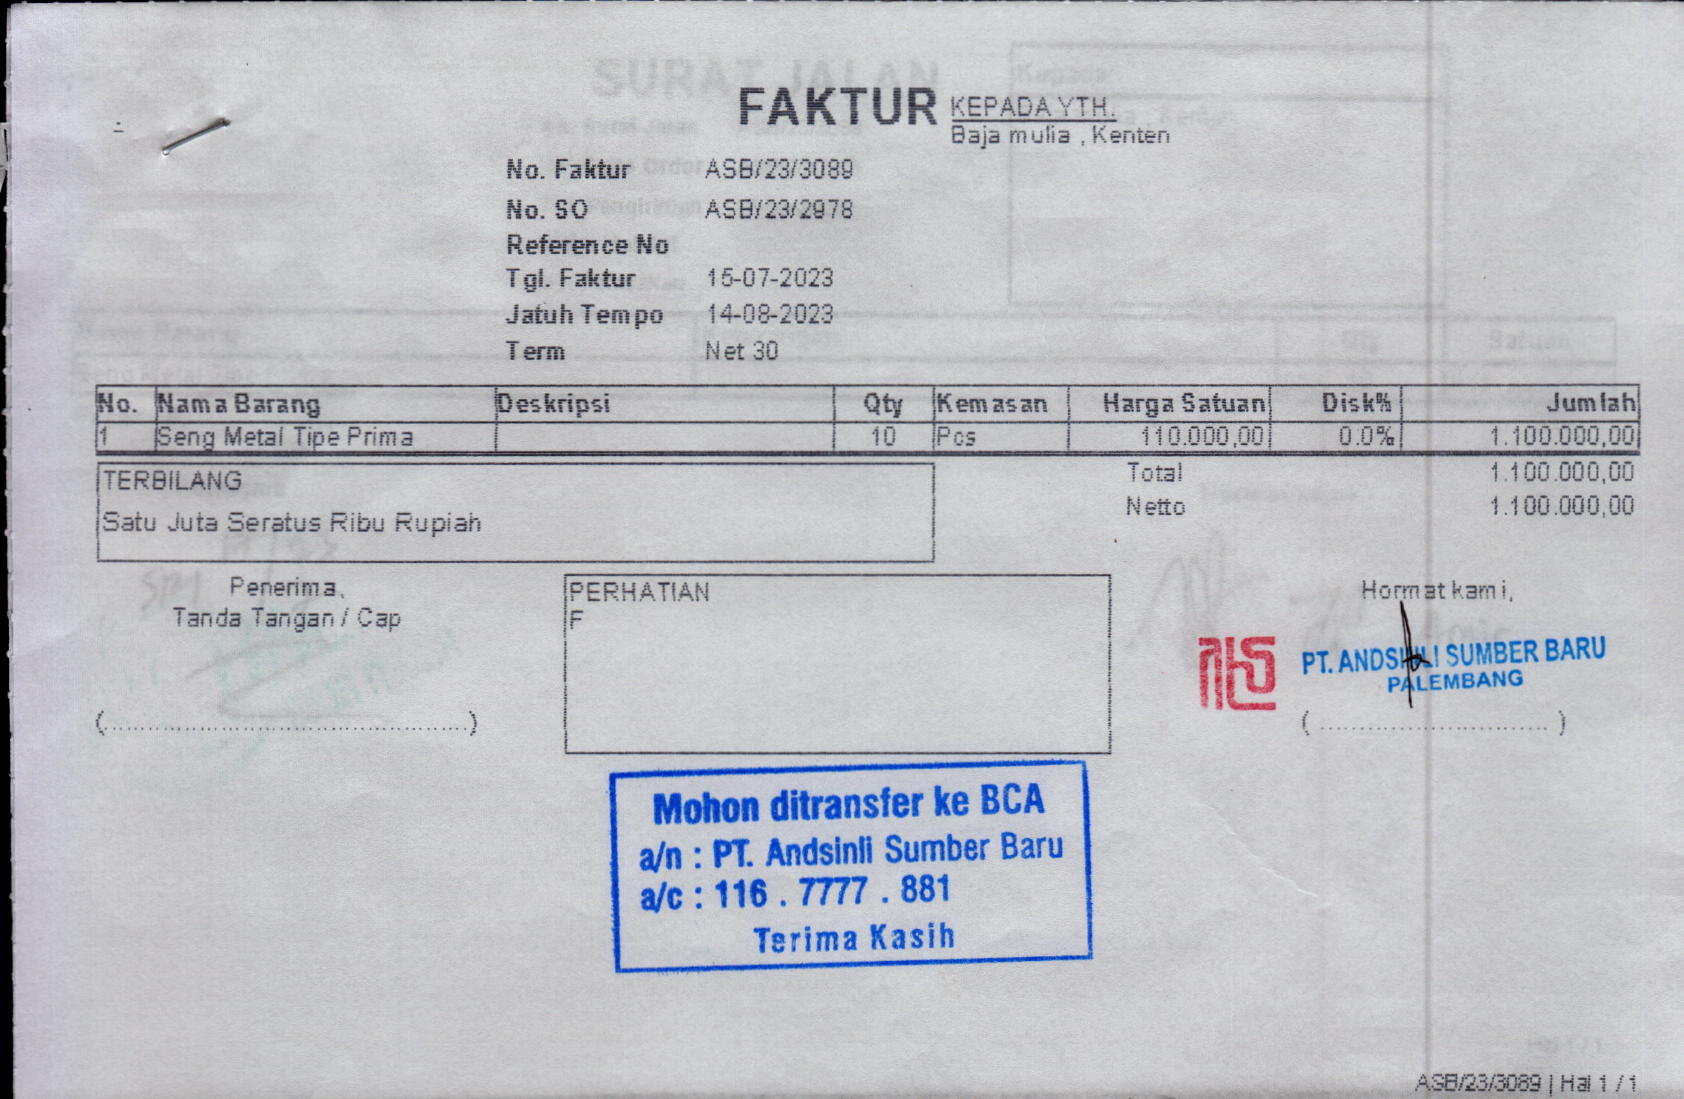 FAKTUR
KEPADA YTH.
Baja mulia , Kenten
No. Faktur ASB/23/3089
No. SO ASB/23/2978
Reference No
Tgl. Faktur 15-07-2023
Jatuh Tempo 14-08-2023
Term Net 30
No. Nama Barang Deskripsi Qty Kemasan Harga Satuan Disk% Jumlah
1 Seng Metal Tipe Prima 10 Pcs 110.000,00 0.0% 1.100.000,00
TERBILANG
Satu Juta Seratus Ribu Rupiah
Total 1.100.000,00
Netto 1.100.000,00
Penerima,
Tanda Tangan / Cap
(............................................)
PERHATIAN
F
Hormat kami,
PT. ANDSINLI SUMBER BARU
PALEMBANG
(............................)
Mohon ditransfer ke BCA
a/n : PT. Andsinli Sumber Baru
a/c : 116 . 7777 . 881
Terima Kasih
ASB/23/3089 | Hal 1 / 1
SURAT JALAN
Kepada